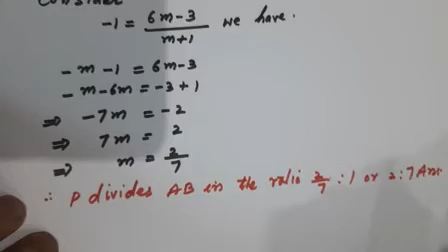 Consider
-1 = (6m-3)/(m+1) we have.
-m -1 = 6m-3
-m-6m = -3+1
⇒ -7m = -2
⇒ 7m = 2
⇒ m = 2/7
∴ P divides AB in the ratio 2/7 : 1 or 2:7 Ans.